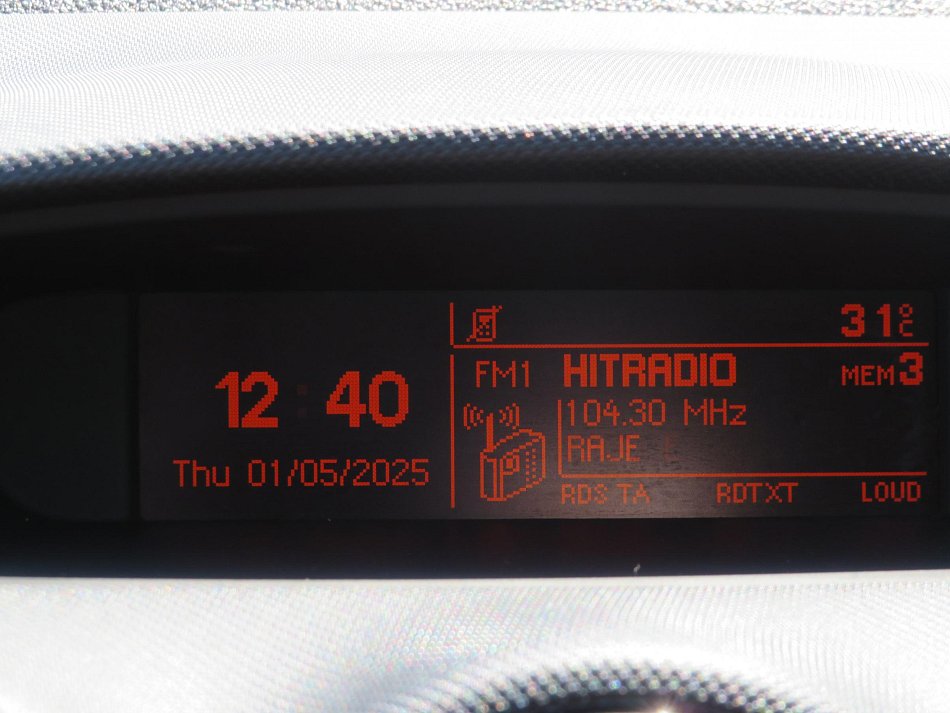 12:40
Thu 01/05/2025
31°C
FM1 HITRADIO MEM3
104.30 MHz
RAJE
RDS TA RDTXT LOUD